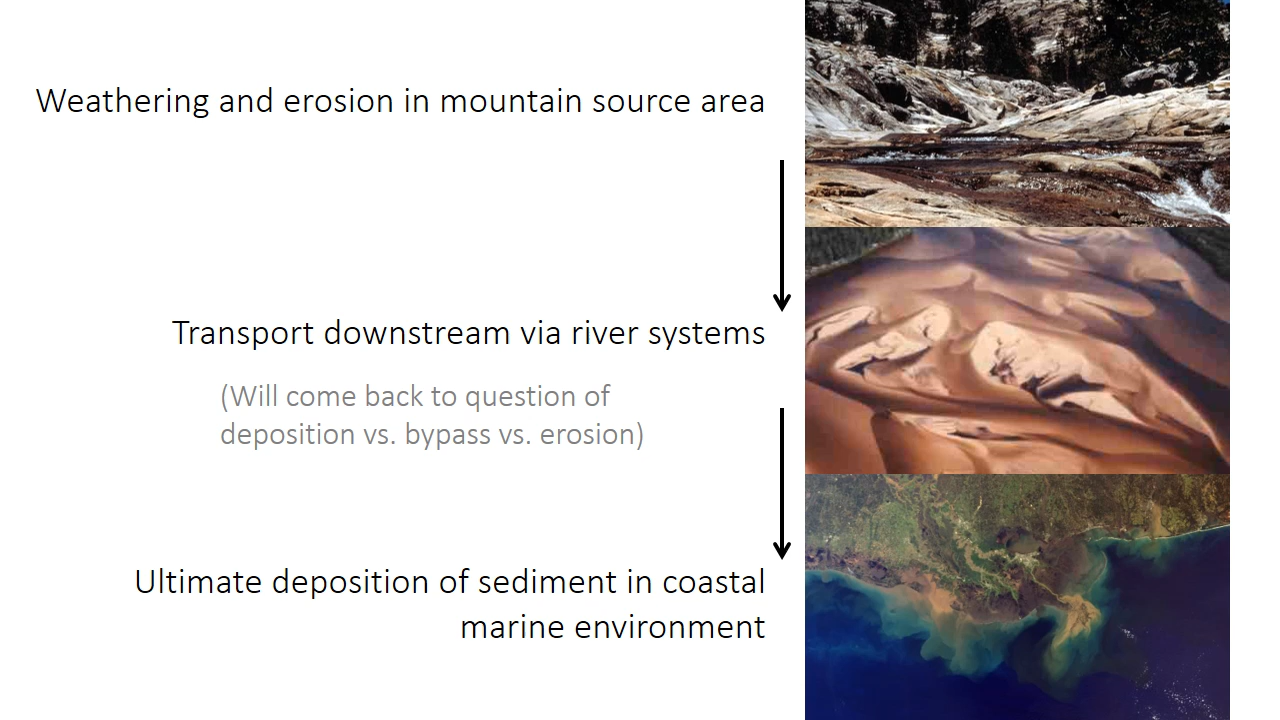 Weathering and erosion in mountain source area
Transport downstream via river systems
(Will come back to question of
deposition vs. bypass vs. erosion)
Ultimate deposition of sediment in coastal
marine environment